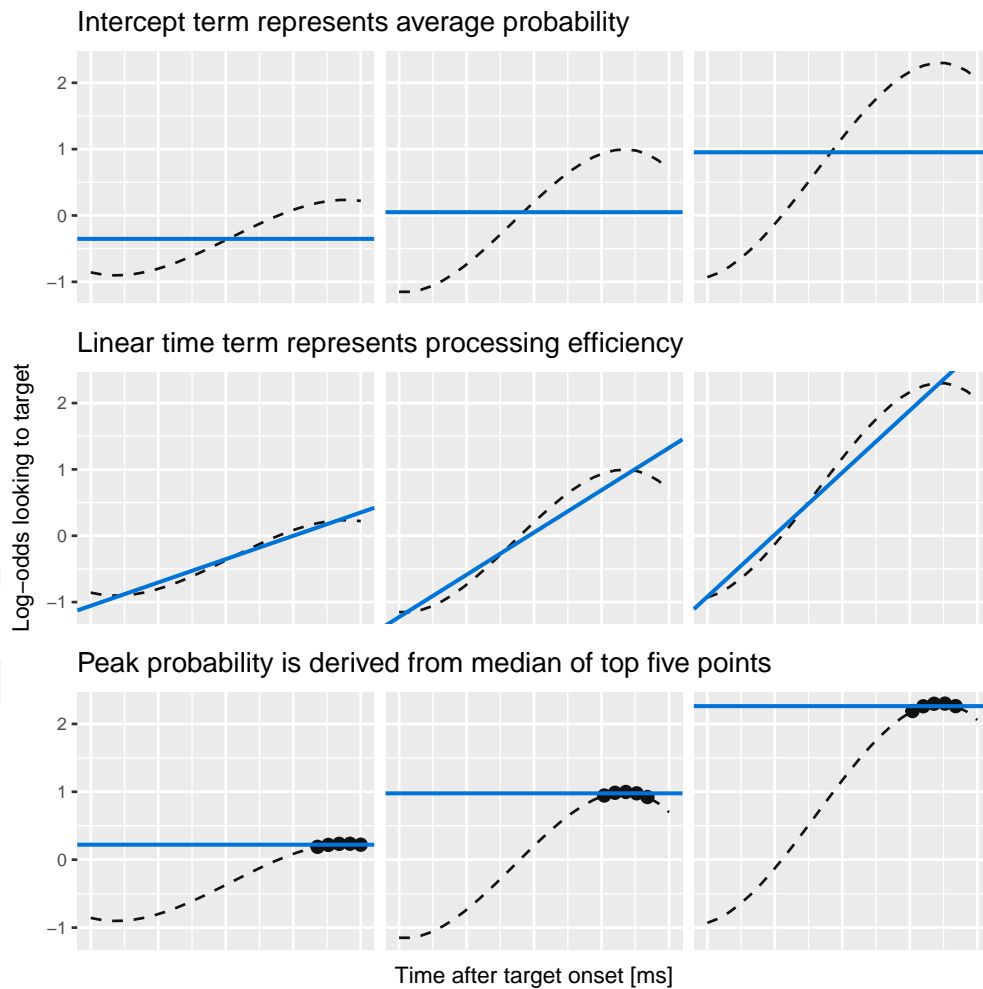 Intercept term represents average probability
2
1
0
−1
Linear time term represents processing efficiency
Log−odds looking to target
2
1
0
−1
Peak probability is derived from median of top five points
2
1
0
−1
Time after target onset [ms]